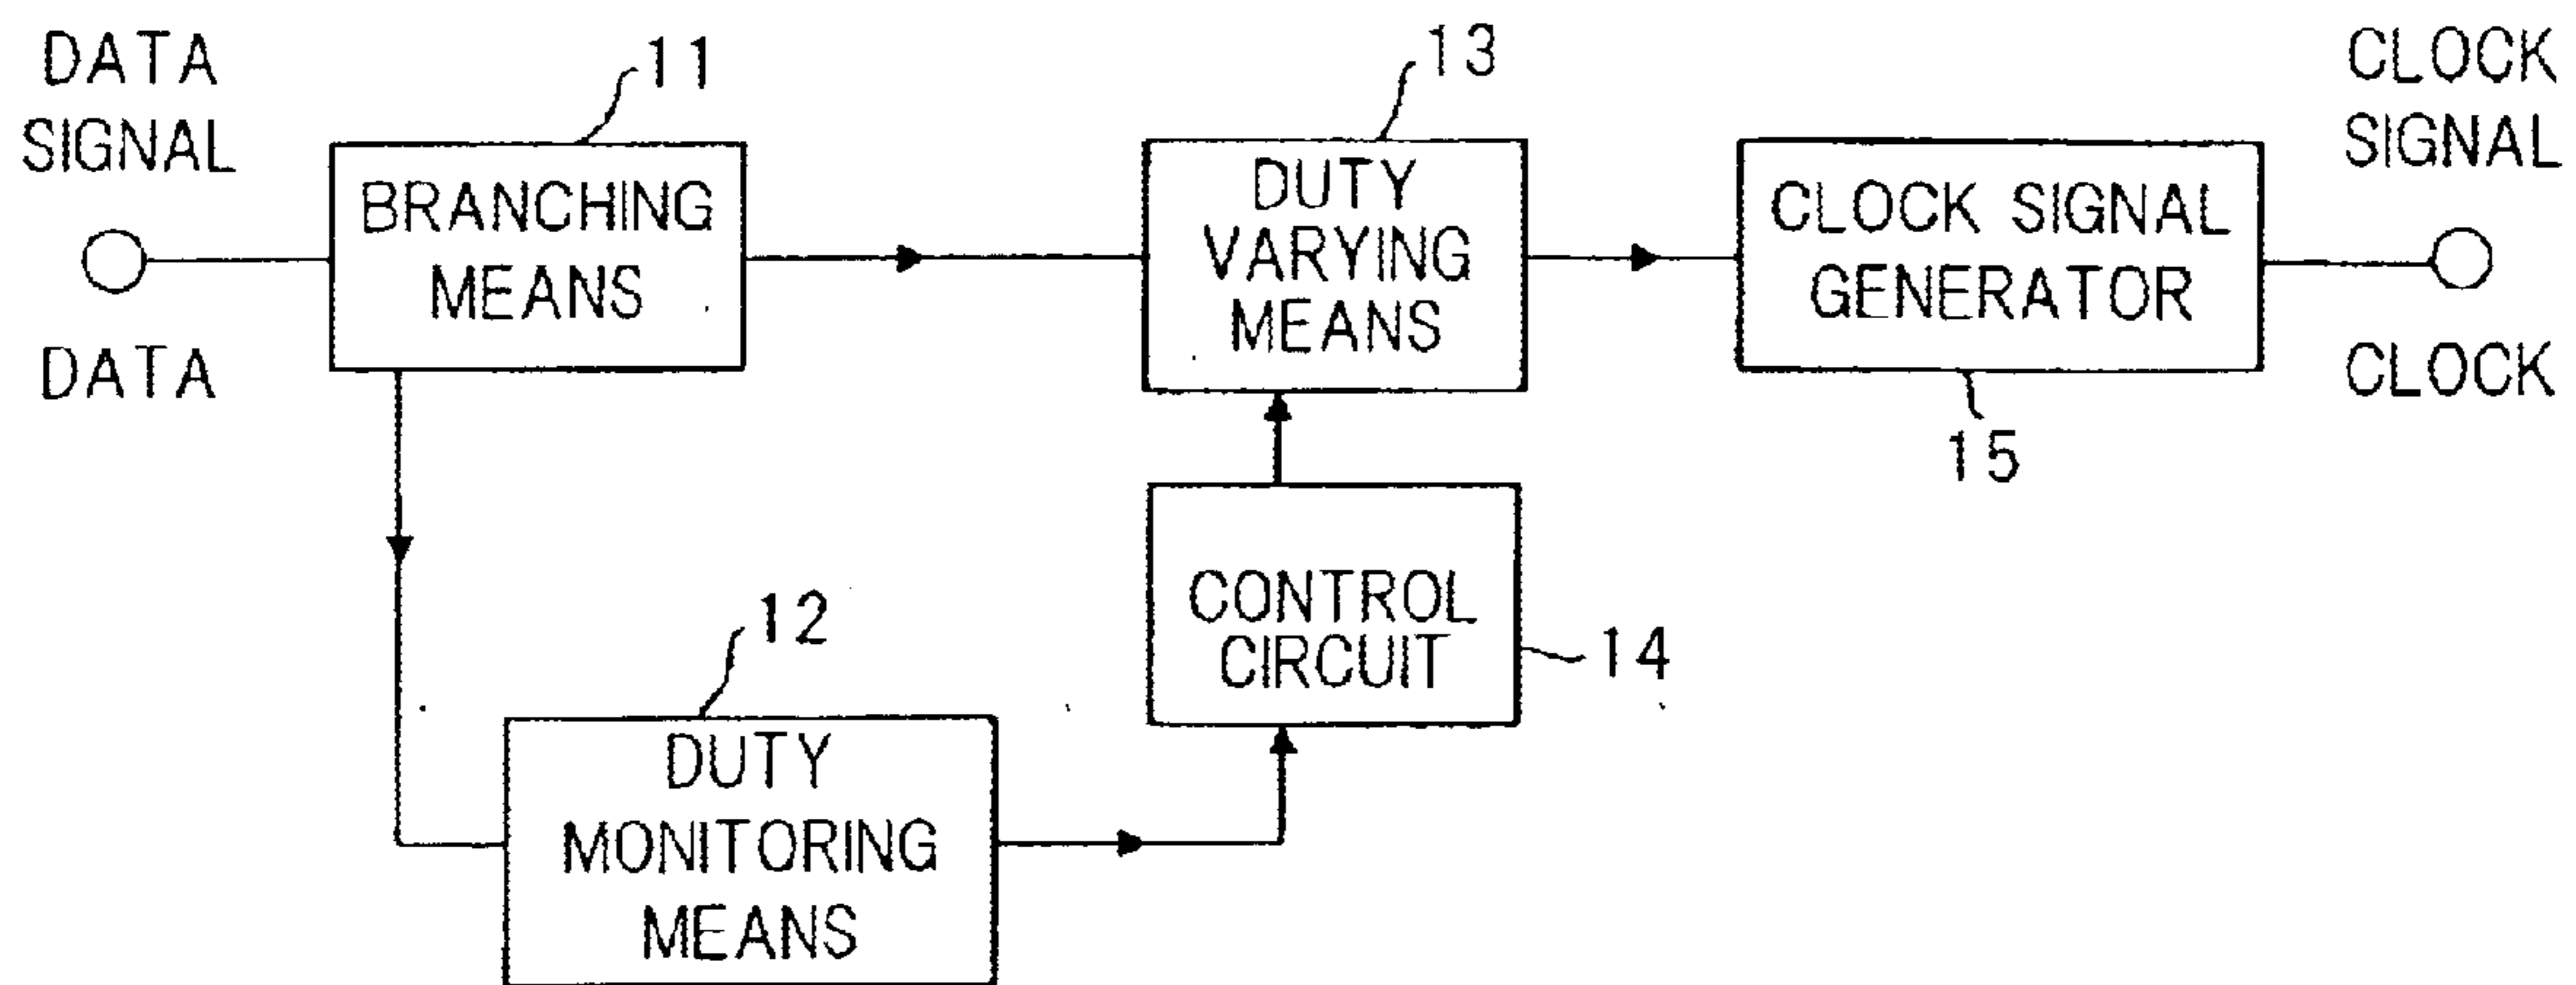 DATA
SIGNAL
DATA
11
BRANCHING
MEANS
13
DUTY
VARYING
MEANS
CLOCK SIGNAL
GENERATOR
15
CLOCK
SIGNAL
CLOCK
12
DUTY
MONITORING
MEANS
CONTROL
CIRCUIT
14